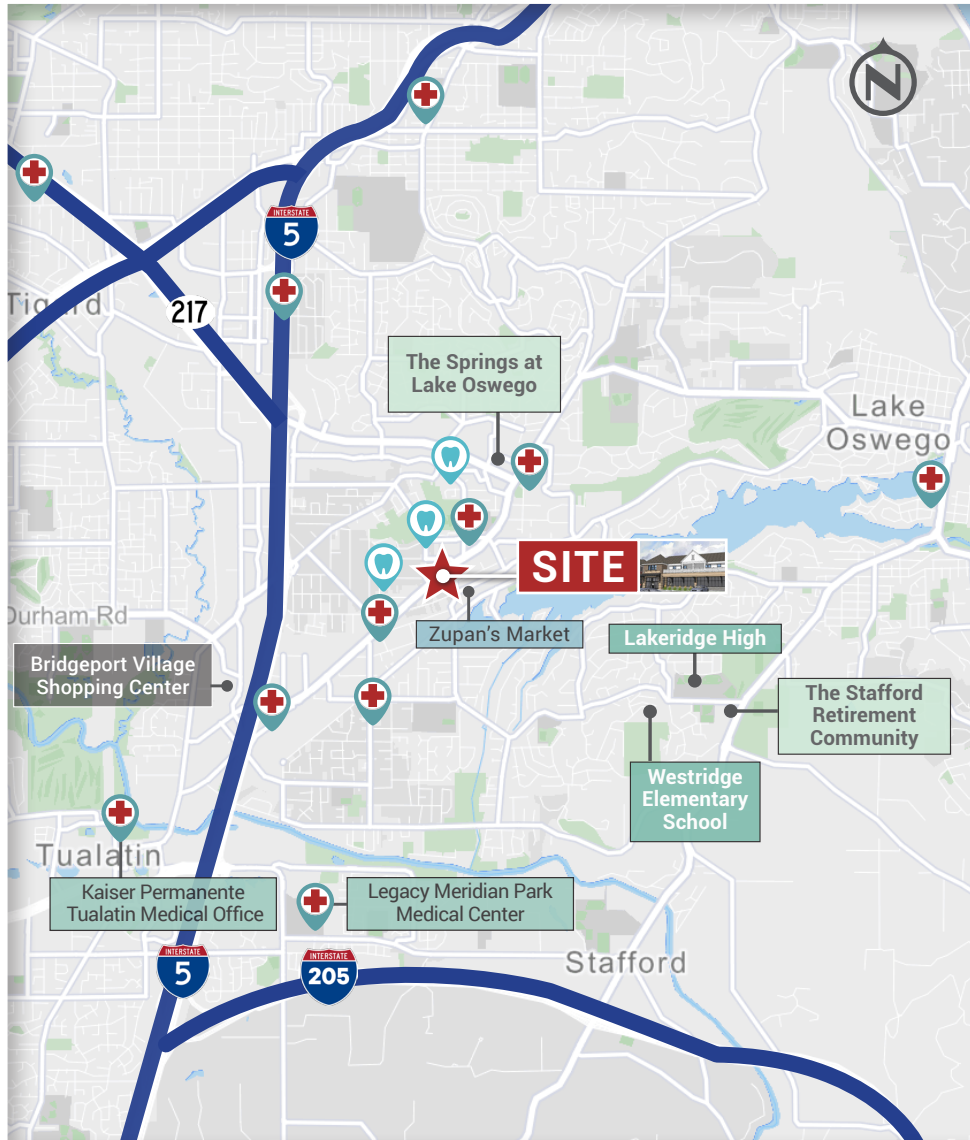 N
INTERSTATE
5
217
The Springs at
Lake Oswego
Lake
Oswego
SITE
Zupan's Market
Durham Rd
Bridgeport Village
Shopping Center
Lakeridge High
The Stafford
Retirement
Community
Westridge
Elementary
School
Tualatin
Kaiser Permanente
Tualatin Medical Office
Legacy Meridian Park
Medical Center
Stafford
INTERSTATE
5
INTERSTATE
205